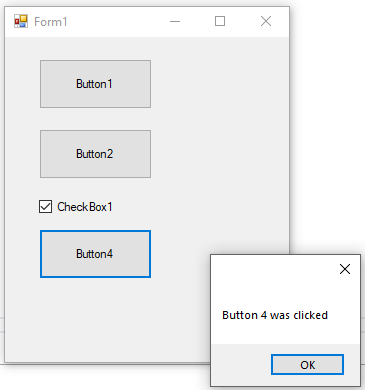 Form1
Button1
Button2
CheckBox1
Button4
Button 4 was clicked
OK